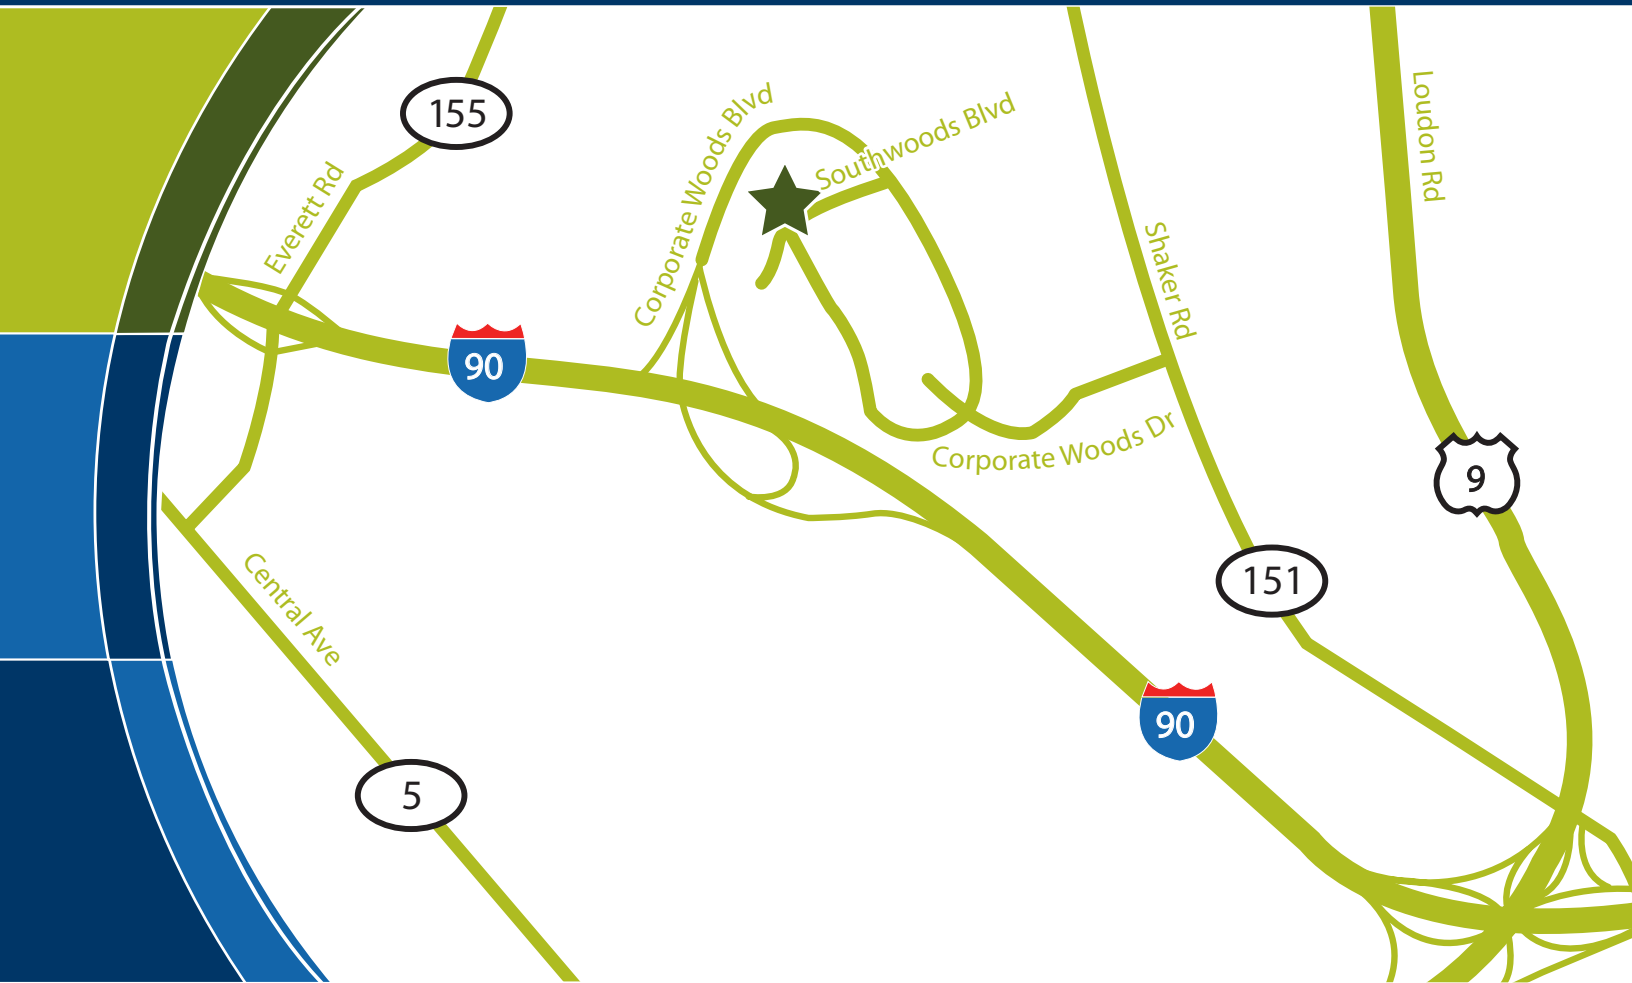 155
Everett Rd
Corporate Woods Blvd
Southwoods Blvd
Loudon Rd
Shaker Rd
90
Corporate Woods Dr
9
Central Ave
151
90
5